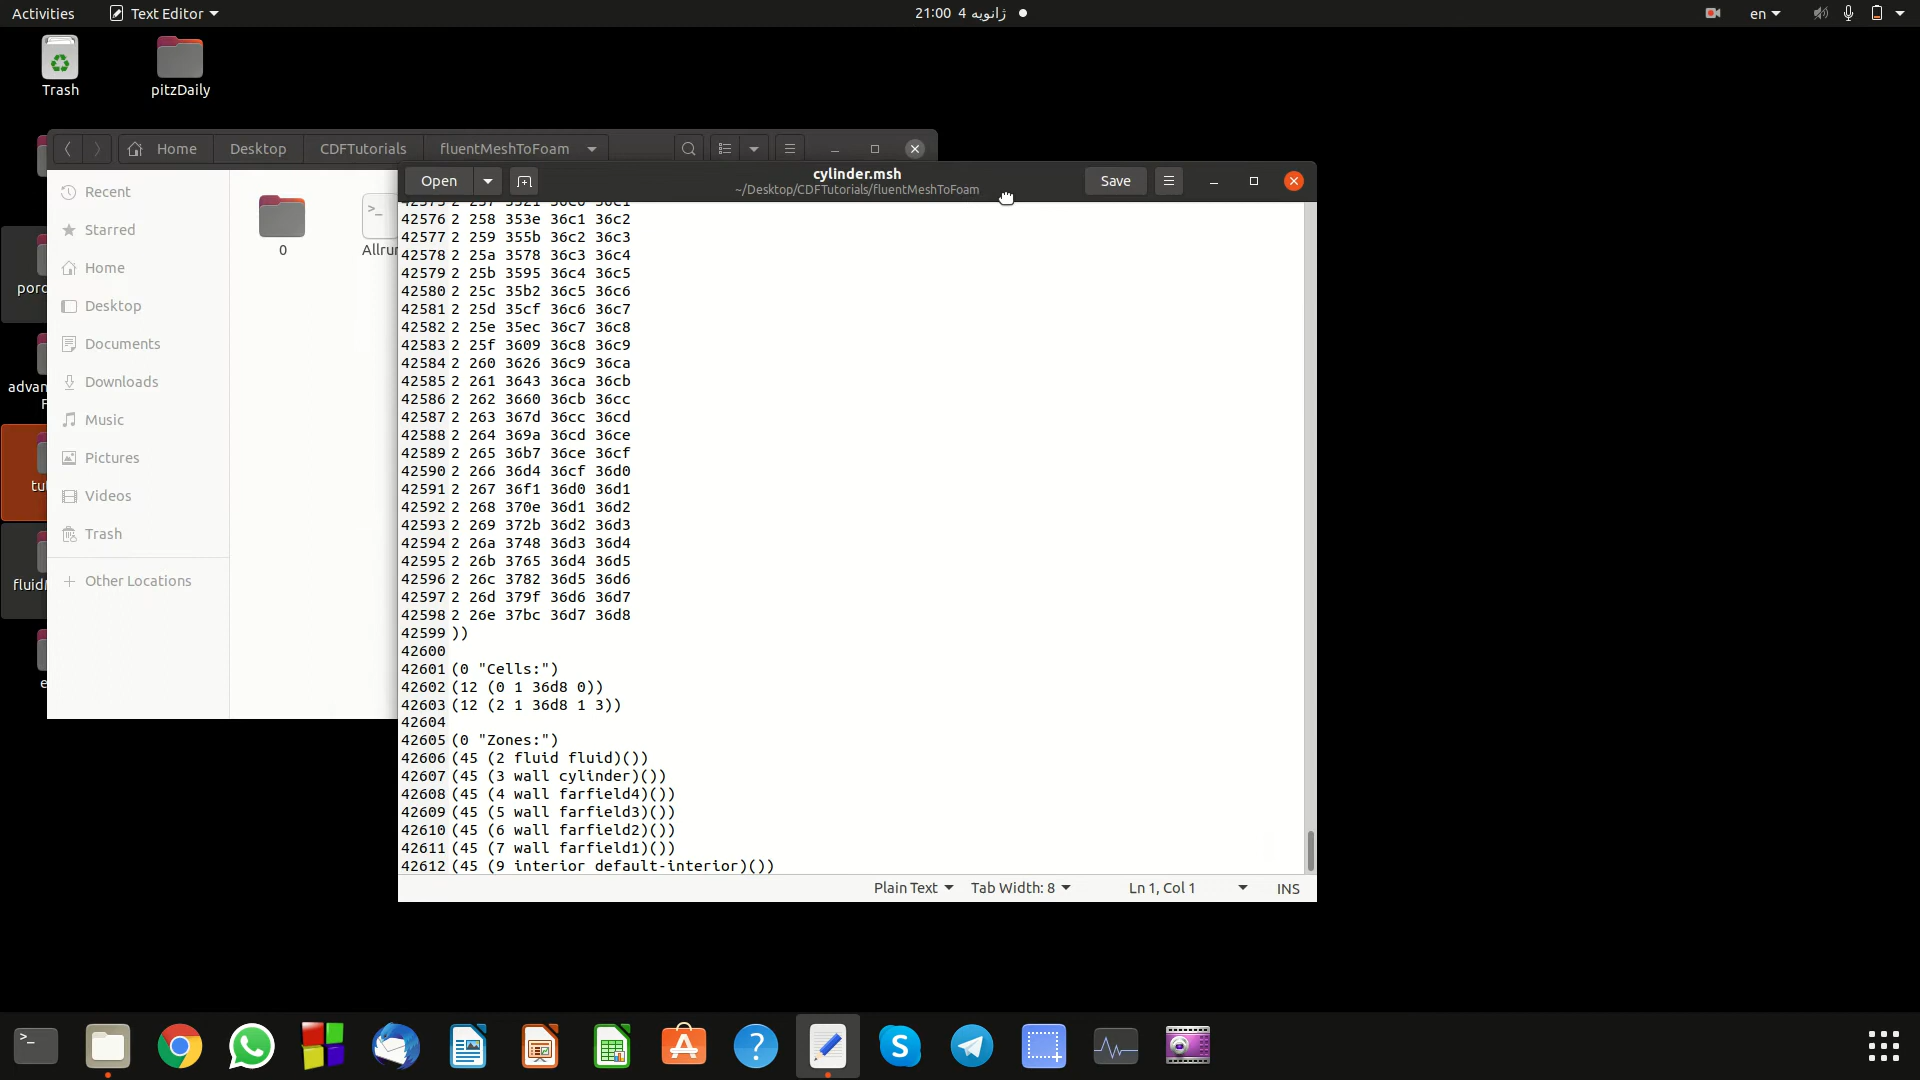 Activities
Text Editor
21:00 ژانویه 4
en
Trash
pitzDaily
Home
Desktop
CDFTutorials
fluentMeshToFoam
Recent
Starred
Home
Desktop
Documents
Downloads
Music
Pictures
Videos
Trash
Other Locations
0
Open
cylinder.msh
~/Desktop/CDFTutorials/fluentMeshToFoam
Save
42576 2 258 353e 36c1 36c2
42577 2 259 355b 36c2 36c3
42578 2 25a 3578 36c3 36c4
42579 2 25b 3595 36c4 36c5
42580 2 25c 35b2 36c5 36c6
42581 2 25d 35cf 36c6 36c7
42582 2 25e 35ec 36c7 36c8
42583 2 25f 3609 36c8 36c9
42584 2 260 3626 36c9 36ca
42585 2 261 3643 36ca 36cb
42586 2 262 3660 36cb 36cc
42587 2 263 367d 36cc 36cd
42588 2 264 369a 36cd 36ce
42589 2 265 36b7 36ce 36cf
42590 2 266 36d4 36cf 36d0
42591 2 267 36f1 36d0 36d1
42592 2 268 370e 36d1 36d2
42593 2 269 372b 36d2 36d3
42594 2 26a 3748 36d3 36d4
42595 2 26b 3765 36d4 36d5
42596 2 26c 3782 36d5 36d6
42597 2 26d 379f 36d6 36d7
42598 2 26e 37bc 36d7 36d8
42599 ))
42600
42601 (0 "Cells:")
42602 (12 (0 1 36d8 0))
42603 (12 (2 1 36d8 1 3))
42604
42605 (0 "Zones:")
42606 (45 (2 fluid fluid)())
42607 (45 (3 wall cylinder)())
42608 (45 (4 wall farfield4)())
42609 (45 (5 wall farfield3)())
42610 (45 (6 wall farfield2)())
42611 (45 (7 wall farfield1)())
42612 (45 (9 interior default-interior)())
Plain Text
Tab Width: 8
Ln 1, Col 1
INS